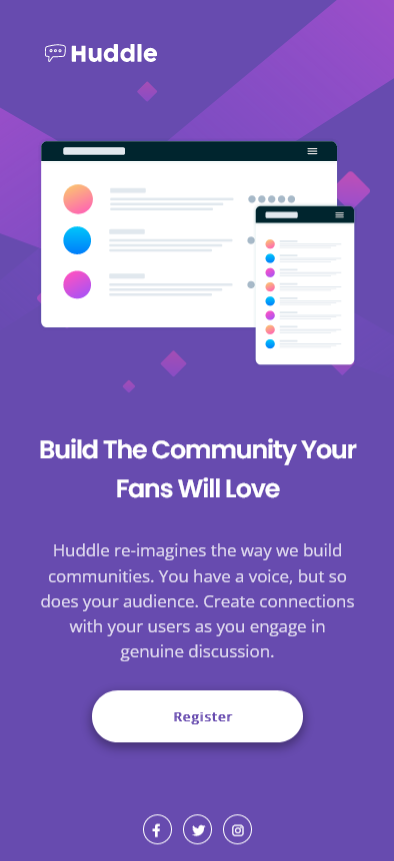 Huddle
Build The Community Your
Fans Will Love
Huddle re-imagines the way we build
communities. You have a voice, but so
does your audience. Create connections
with your users as you engage in
genuine discussion.
Register